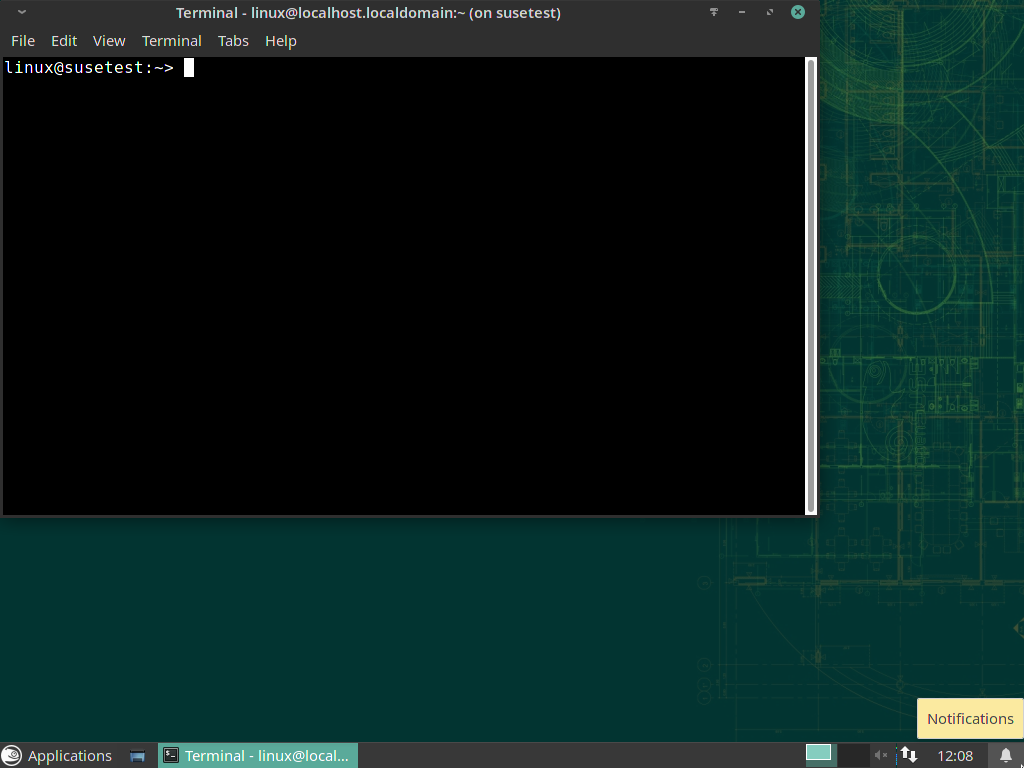 Terminal - linux@localhost.localdomain:~ (on susetest)
File Edit View Terminal Tabs Help
linux@susetest:~>
Notifications
Applications Terminal - linux@local... 12:08